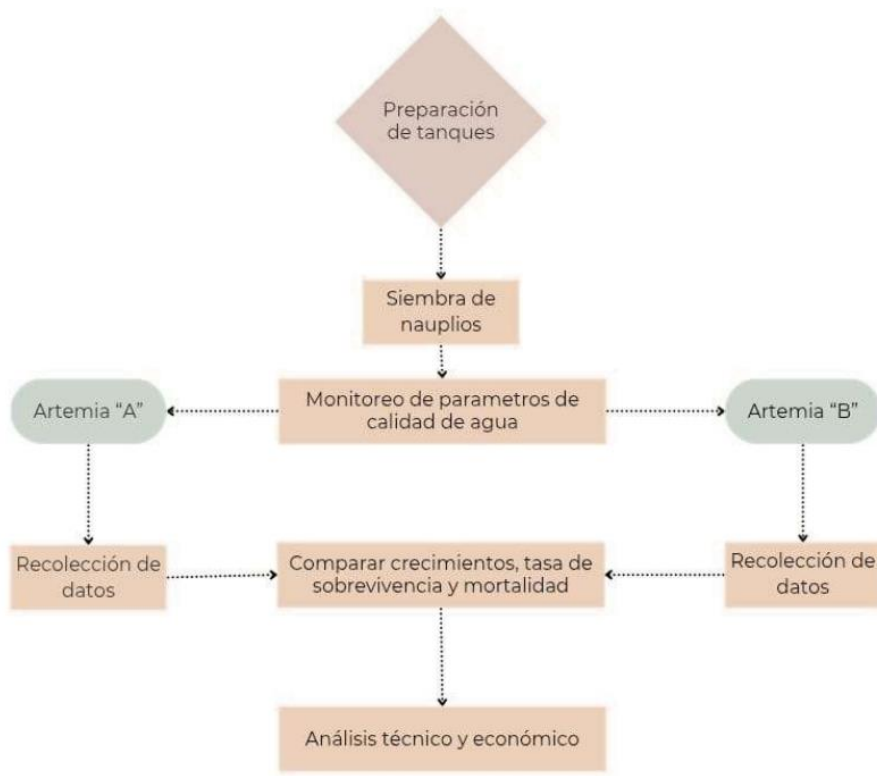 Preparación
de tanques
Siembra de
nauplios
Artemia “A”
Monitoreo de parametros de
calidad de agua
Artemia “B”
Recolección de
datos
Comparar crecimientos, tasa de
sobrevivencia y mortalidad
Recolección de
datos
Análisis técnico y económico